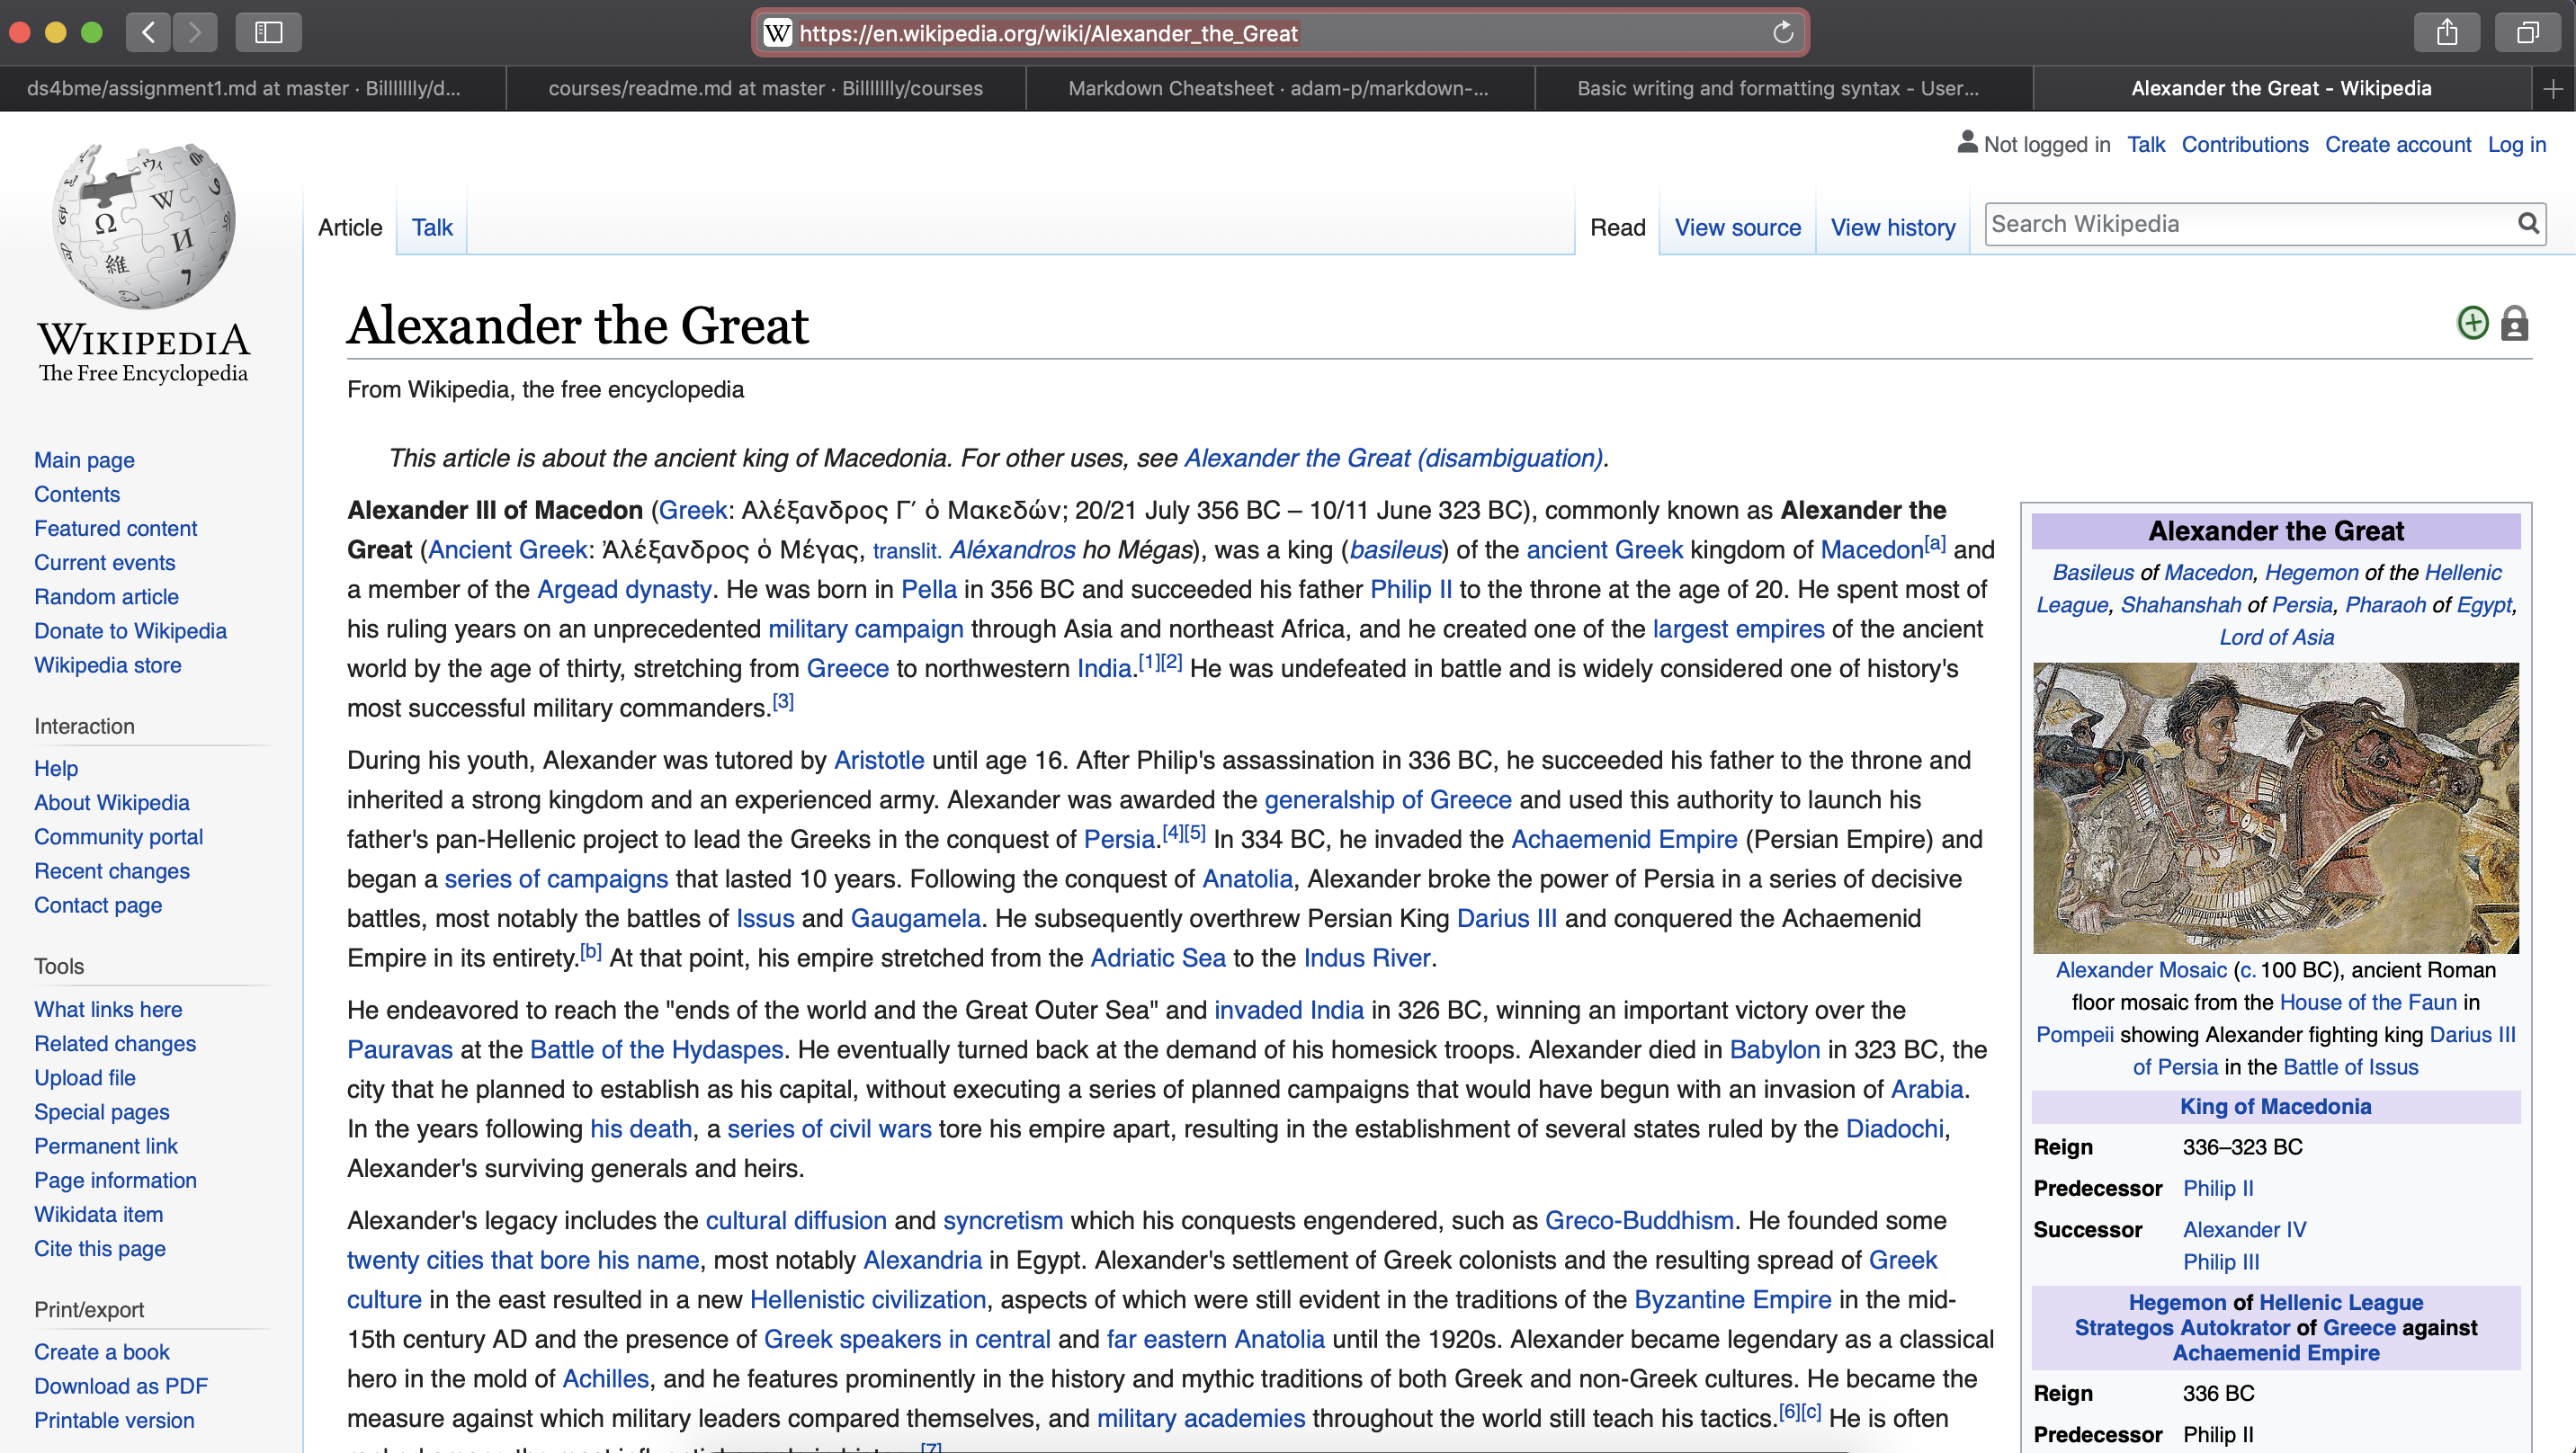 https://en.wikipedia.org/wiki/Alexander_the_Great
ds4bme/assignment1.md at master · Billlllllly/d...
courses/readme.md at master · Billlllllly/courses
Markdown Cheatsheet · adam-p/markdown-...
Basic writing and formatting syntax - User...
Alexander the Great - Wikipedia
Not logged in Talk Contributions Create account Log in
Article Talk
Read View source View history
Search Wikipedia
WIKIPEDIA
The Free Encyclopedia
Main page
Contents
Featured content
Current events
Random article
Donate to Wikipedia
Wikipedia store
Interaction
Help
About Wikipedia
Community portal
Recent changes
Contact page
Tools
What links here
Related changes
Upload file
Special pages
Permanent link
Page information
Wikidata item
Cite this page
Print/export
Create a book
Download as PDF
Printable version
Alexander the Great
From Wikipedia, the free encyclopedia
This article is about the ancient king of Macedonia. For other uses, see Alexander the Great (disambiguation).
Alexander III of Macedon (Greek: Αλέξανδρος Γʹ ὁ Μακεδών; 20/21 July 356 BC – 10/11 June 323 BC), commonly known as Alexander the
Great (Ancient Greek: Ἀλέξανδρος ὁ Μέγας, translit. Aléxandros ho Mégas), was a king (basileus) of the ancient Greek kingdom of Macedon[a] and
a member of the Argead dynasty. He was born in Pella in 356 BC and succeeded his father Philip II to the throne at the age of 20. He spent most of
his ruling years on an unprecedented military campaign through Asia and northeast Africa, and he created one of the largest empires of the ancient
world by the age of thirty, stretching from Greece to northwestern India.[1][2] He was undefeated in battle and is widely considered one of history's
most successful military commanders.[3]
During his youth, Alexander was tutored by Aristotle until age 16. After Philip's assassination in 336 BC, he succeeded his father to the throne and
inherited a strong kingdom and an experienced army. Alexander was awarded the generalship of Greece and used this authority to launch his
father's pan-Hellenic project to lead the Greeks in the conquest of Persia.[4][5] In 334 BC, he invaded the Achaemenid Empire (Persian Empire) and
began a series of campaigns that lasted 10 years. Following the conquest of Anatolia, Alexander broke the power of Persia in a series of decisive
battles, most notably the battles of Issus and Gaugamela. He subsequently overthrew Persian King Darius III and conquered the Achaemenid
Empire in its entirety.[b] At that point, his empire stretched from the Adriatic Sea to the Indus River.
He endeavored to reach the "ends of the world and the Great Outer Sea" and invaded India in 326 BC, winning an important victory over the
Pauravas at the Battle of the Hydaspes. He eventually turned back at the demand of his homesick troops. Alexander died in Babylon in 323 BC, the
city that he planned to establish as his capital, without executing a series of planned campaigns that would have begun with an invasion of Arabia.
In the years following his death, a series of civil wars tore his empire apart, resulting in the establishment of several states ruled by the Diadochi,
Alexander's surviving generals and heirs.
Alexander's legacy includes the cultural diffusion and syncretism which his conquests engendered, such as Greco-Buddhism. He founded some
twenty cities that bore his name, most notably Alexandria in Egypt. Alexander's settlement of Greek colonists and the resulting spread of Greek
culture in the east resulted in a new Hellenistic civilization, aspects of which were still evident in the traditions of the Byzantine Empire in the mid-
15th century AD and the presence of Greek speakers in central and far eastern Anatolia until the 1920s. Alexander became legendary as a classical
hero in the mold of Achilles, and he features prominently in the history and mythic traditions of both Greek and non-Greek cultures. He became the
measure against which military leaders compared themselves, and military academies throughout the world still teach his tactics.[6][c] He is often
Alexander the Great
Basileus of Macedon, Hegemon of the Hellenic
League, Shahanshah of Persia, Pharaoh of Egypt,
Lord of Asia
Alexander Mosaic (c. 100 BC), ancient Roman
floor mosaic from the House of the Faun in
Pompeii showing Alexander fighting king Darius III
of Persia in the Battle of Issus
King of Macedonia
Reign 336–323 BC
Predecessor Philip II
Successor Alexander IV
Philip III
Hegemon of Hellenic League
Strategos Autokrator of Greece against
Achaemenid Empire
Reign 336 BC
Predecessor Philip II